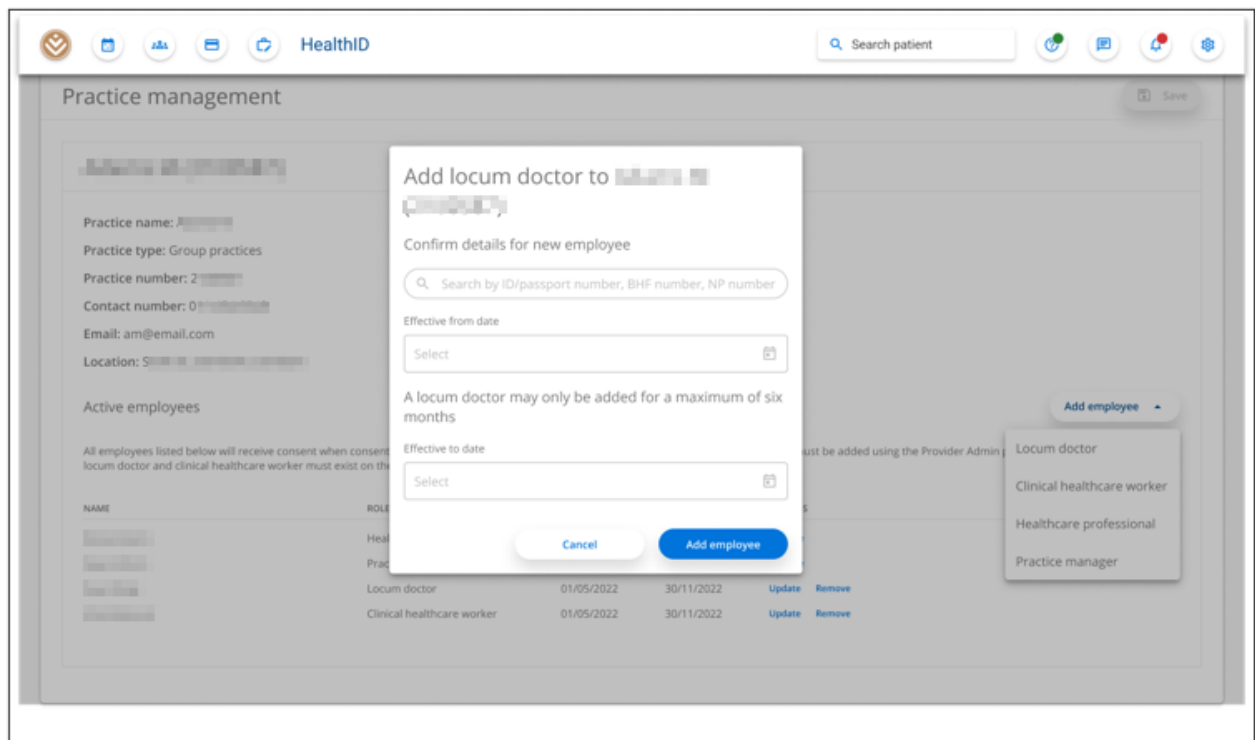 HealthID
Search patient
Practice management
Save
Add locum doctor to
Confirm details for new employee
Search by ID/passport number, BHF number, NP number
Effective from date
Select
A locum doctor may only be added for a maximum of six
months
Effective to date
Select
Cancel
Add employee
Practice name:
Practice type: Group practices
Practice number: 2
Contact number: 0
Email: am@email.com
Location: S
Active employees
Add employee
Locum doctor
Clinical healthcare worker
Healthcare professional
Practice manager
All employees listed below will receive consent when consent
must be added using the Provider Admin
locum doctor and clinical healthcare worker must exist on the
NAME
Locum doctor 01/05/2022 30/11/2022 Update Remove
Clinical healthcare worker 01/05/2022 30/11/2022 Update Remove